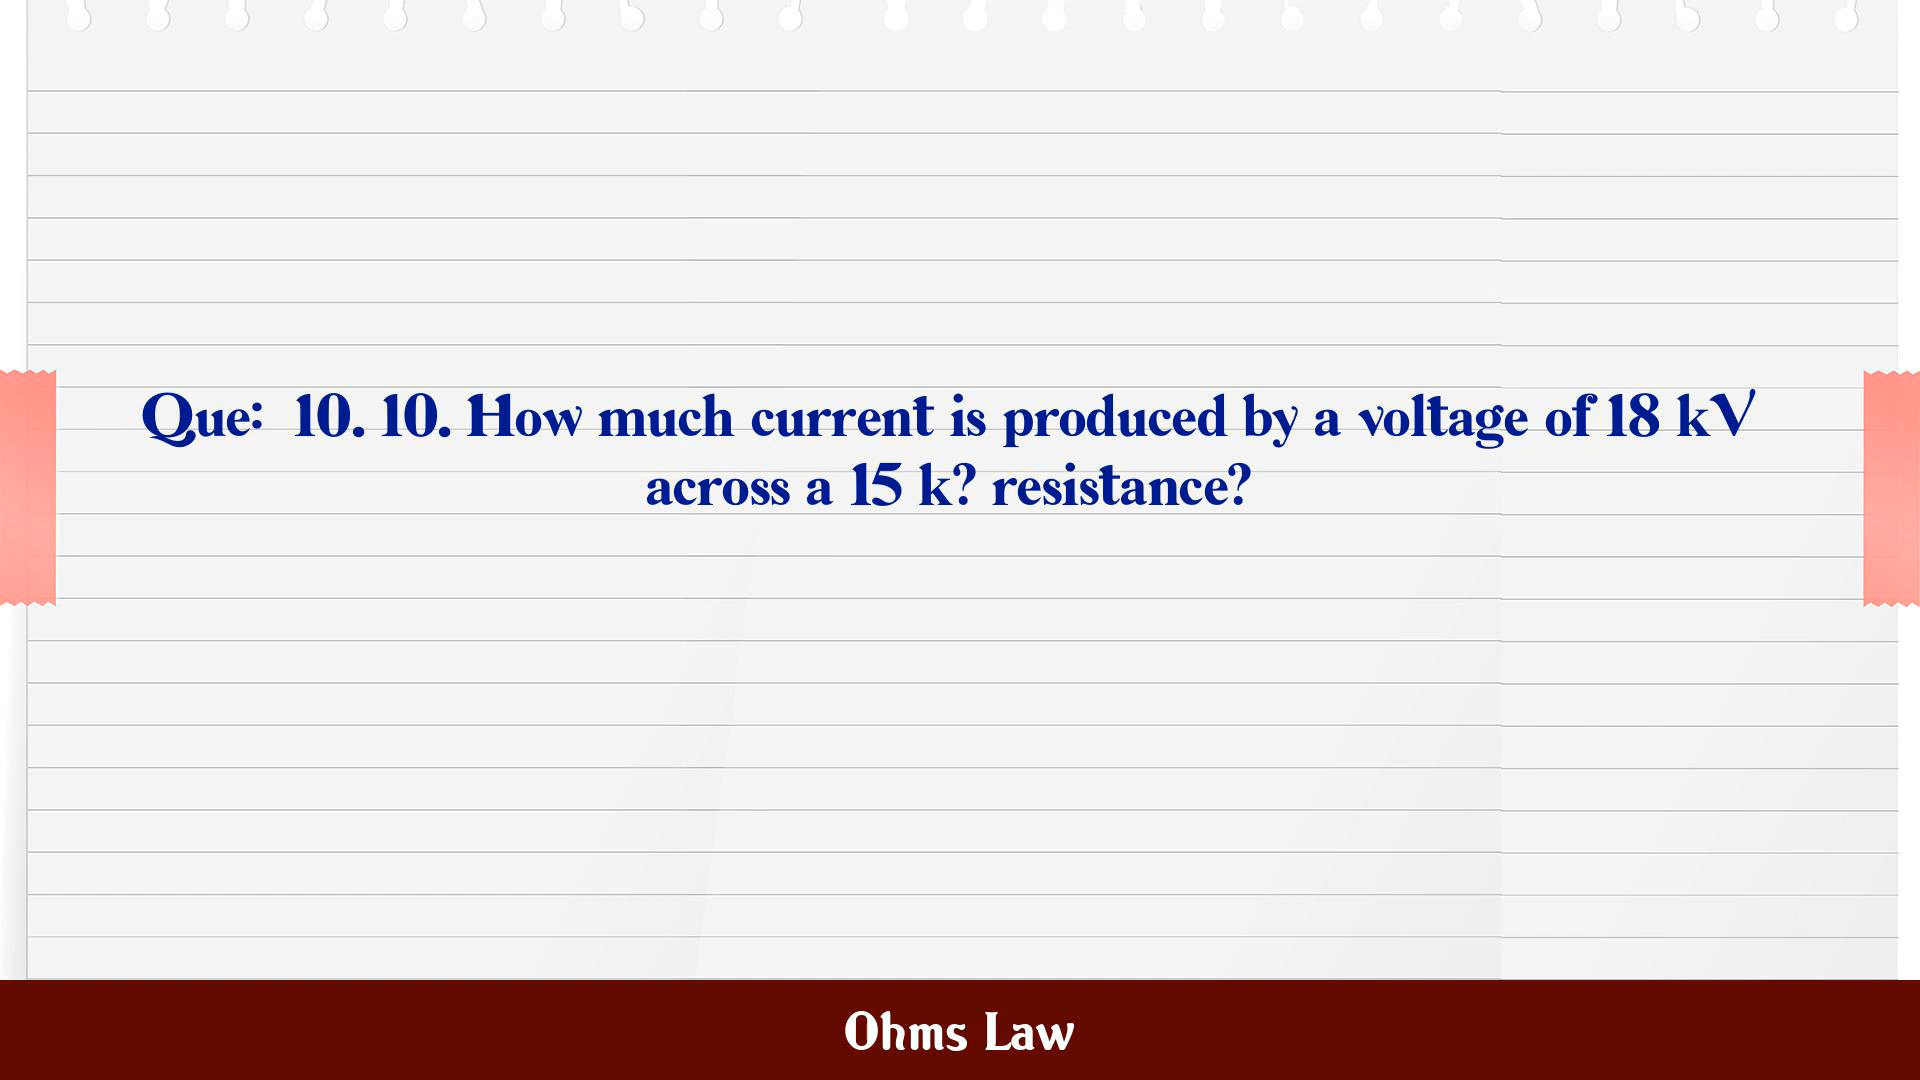 Que: 10. 10. How much current is produced by a voltage of 18 kV
across a 15 k? resistance?
Ohms Law